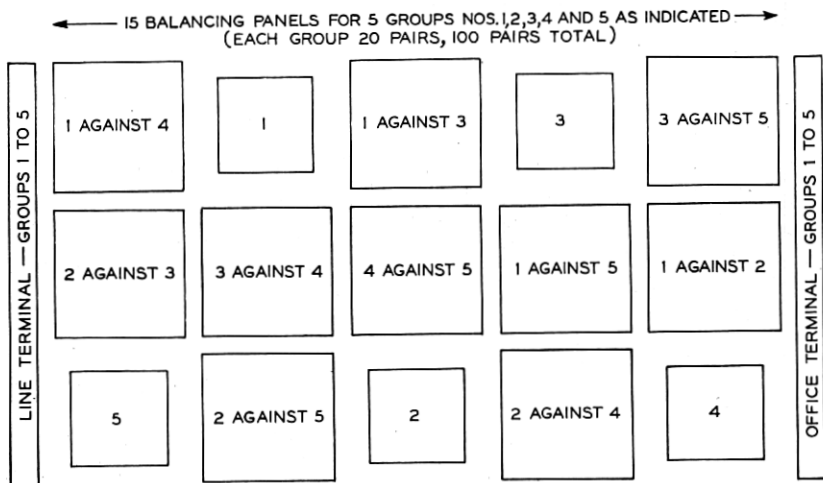 15 BALANCING PANELS FOR 5 GROUPS NOS. 1,2,3,4 AND 5 AS INDICATED
(EACH GROUP 20 PAIRS, 100 PAIRS TOTAL)
LINE TERMINAL — GROUPS 1 TO 5
1 AGAINST 4
1
1 AGAINST 3
3
3 AGAINST 5
2 AGAINST 3
3 AGAINST 4
4 AGAINST 5
1 AGAINST 5
1 AGAINST 2
5
2 AGAINST 5
2
2 AGAINST 4
4
OFFICE TERMINAL — GROUPS 1 TO 5